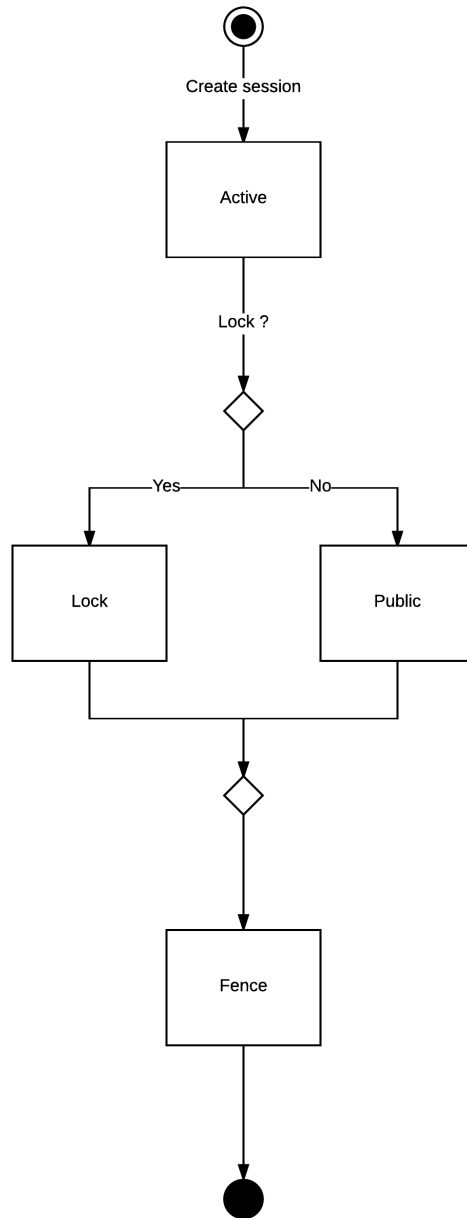 Create session
Active
Lock ?
Yes
No
Lock
Public
Fence